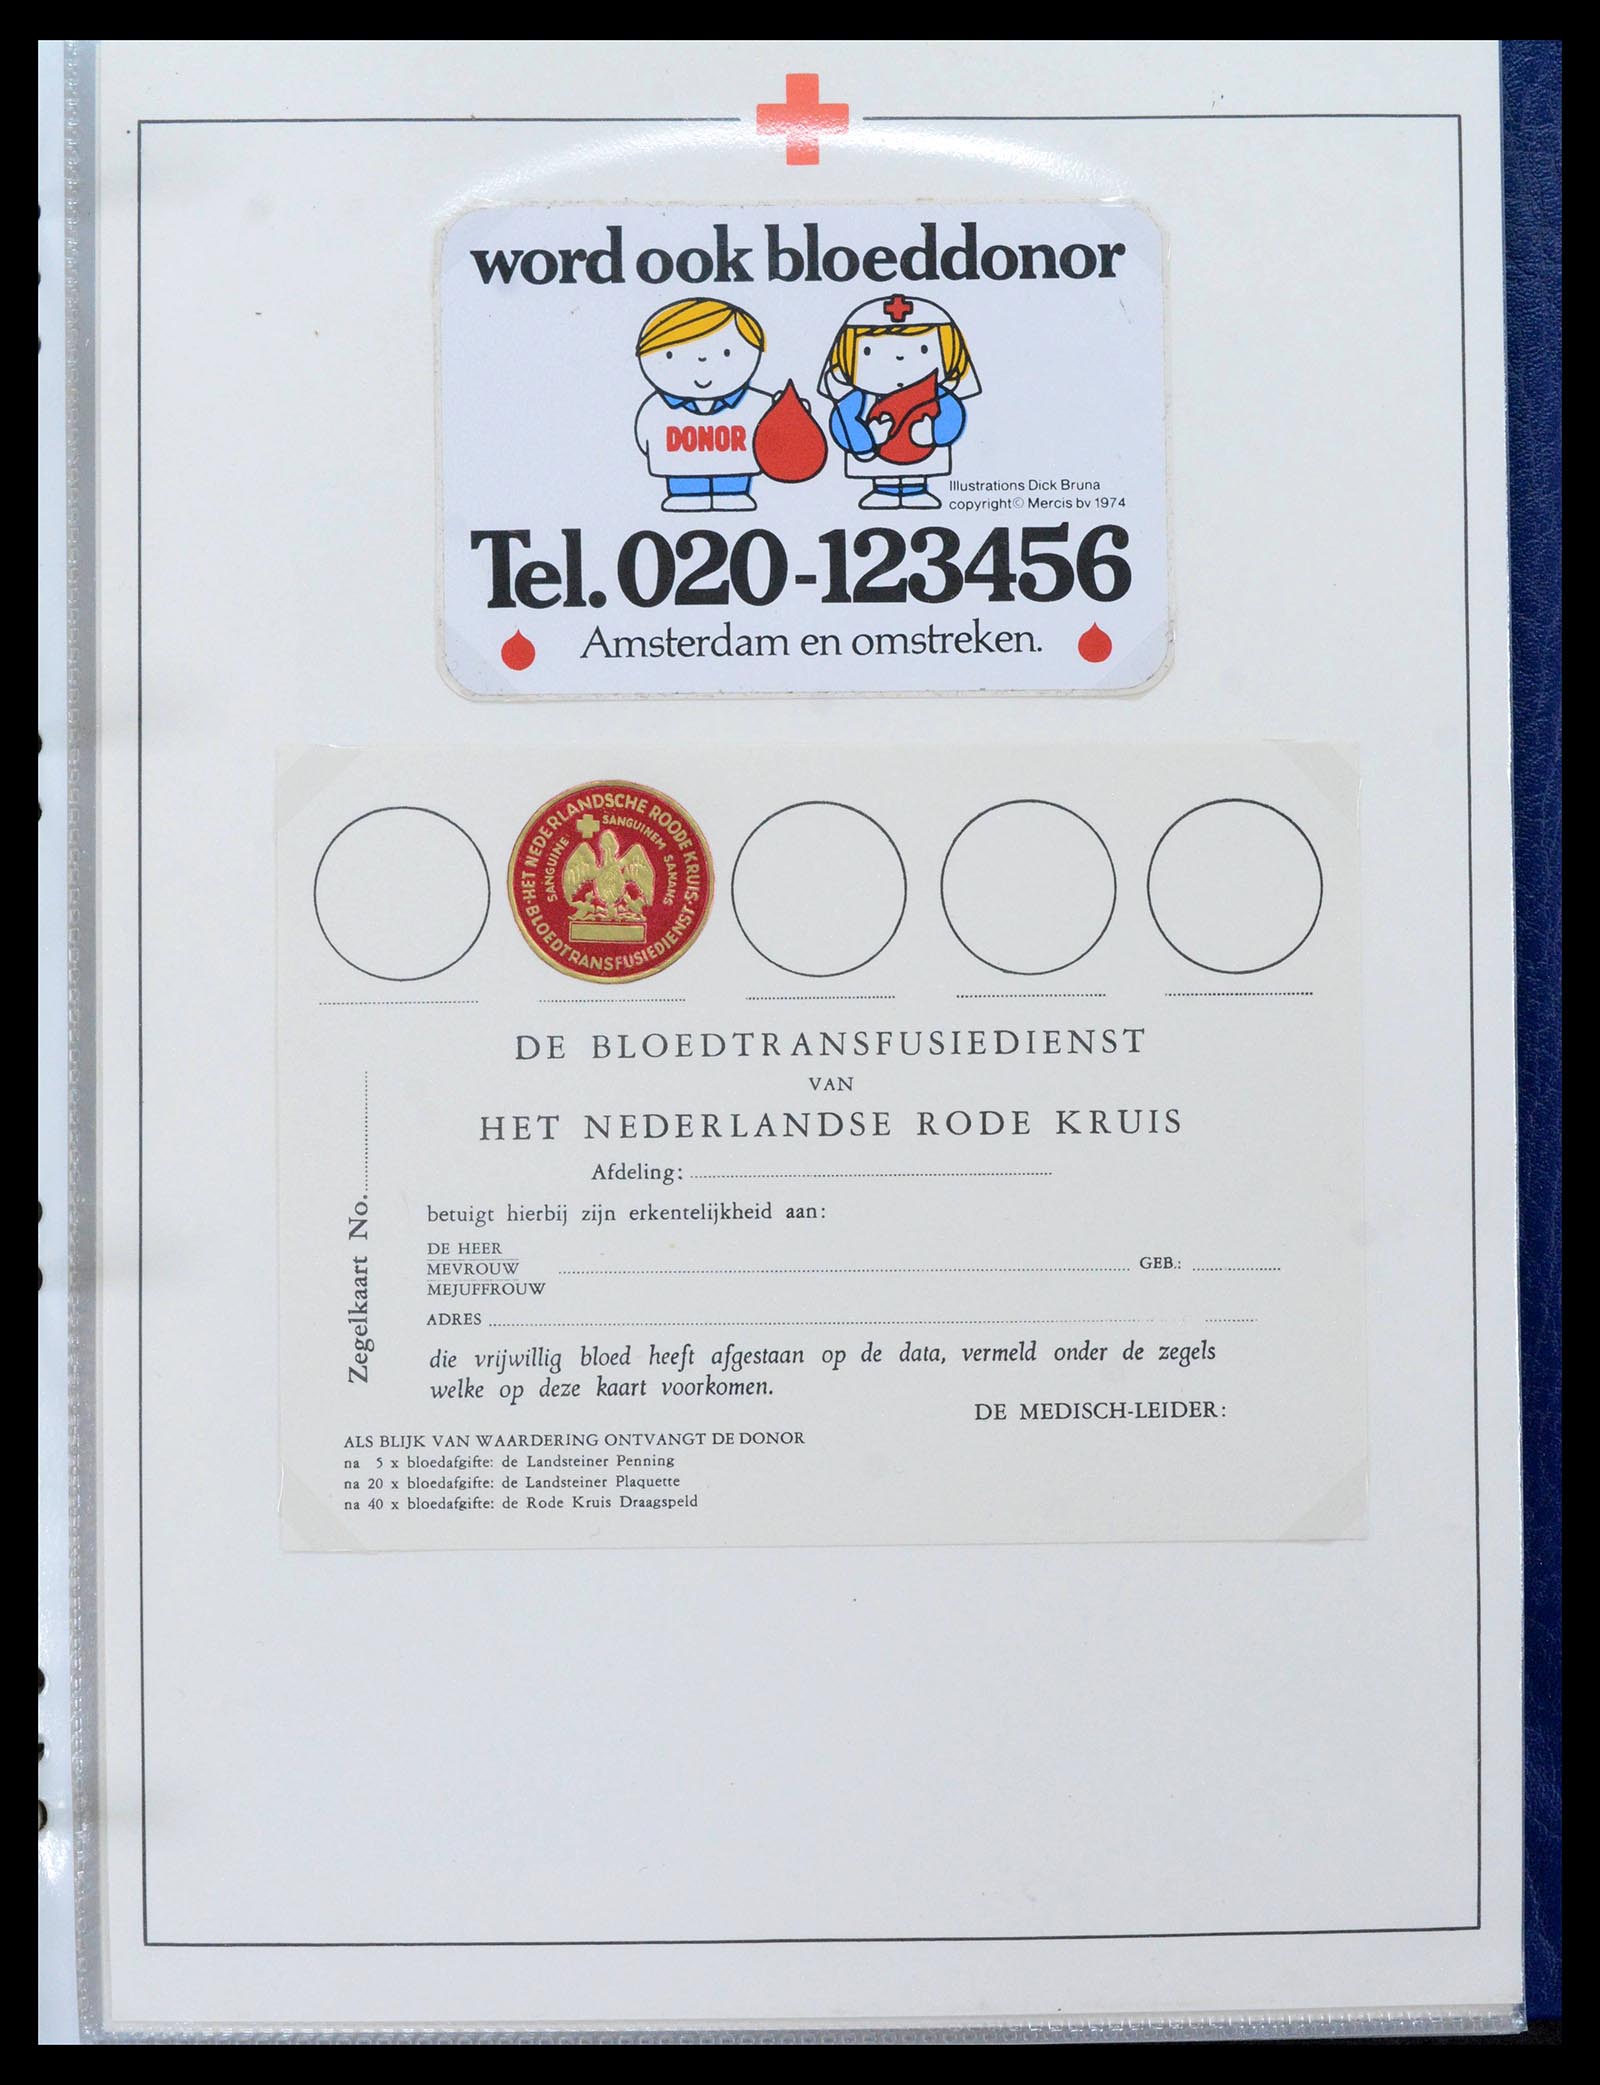 word ook bloeddonor
DONOR
Illustrations Dick Bruna
copyright© Mercis bv 1974
Tel. 020-123456
Amsterdam en omstreken.
HET NEDERLANDSCHE ROODE KRUIS
BLOEDTRANSFUSIEDIENST
SANGUINE SANGUINEM SANANS
DE BLOEDTRANSFUSIEDIENST
VAN
HET NEDERLANDSE RODE KRUIS
Afdeling:
betuigt hierbij zijn erkentelijkheid aan:
DE HEER
MEVROUW
MEJUFFROUW
GEB.:
ADRES
die vrijwillig bloed heeft afgestaan op de data, vermeld onder de zegels
welke op deze kaart voorkomen.
DE MEDISCH-LEIDER:
Zegelkaart No.
ALS BLIJK VAN WAARDERING ONTVANGT DE DONOR
na 5 x bloedafgifte: de Landsteiner Penning
na 20 x bloedafgifte: de Landsteiner Plaquette
na 40 x bloedafgifte: de Rode Kruis Draagspeld